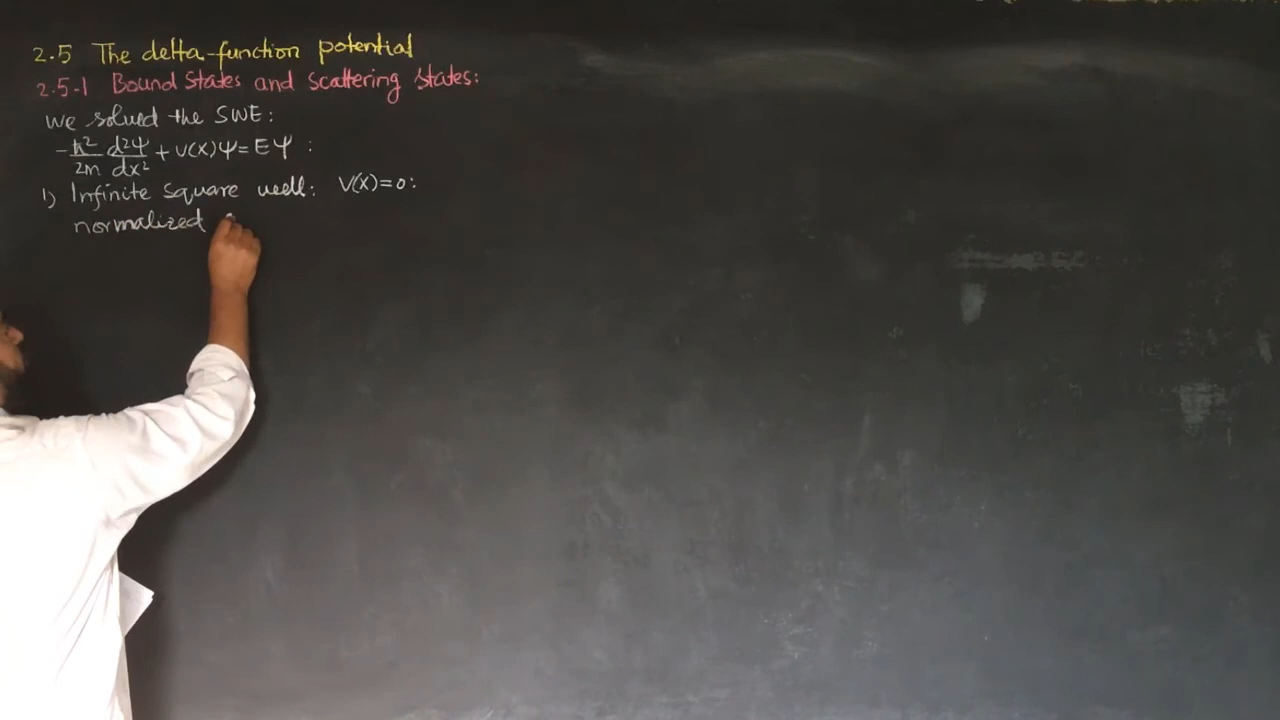 2.5 The delta-function potential
2.5.1 Bound States and Scattering States:
We solved the SWE:
-ħ²/2m d²Ψ/dx² + V(x)Ψ = EΨ :
1) Infinite square well: V(x)=0:
normalized